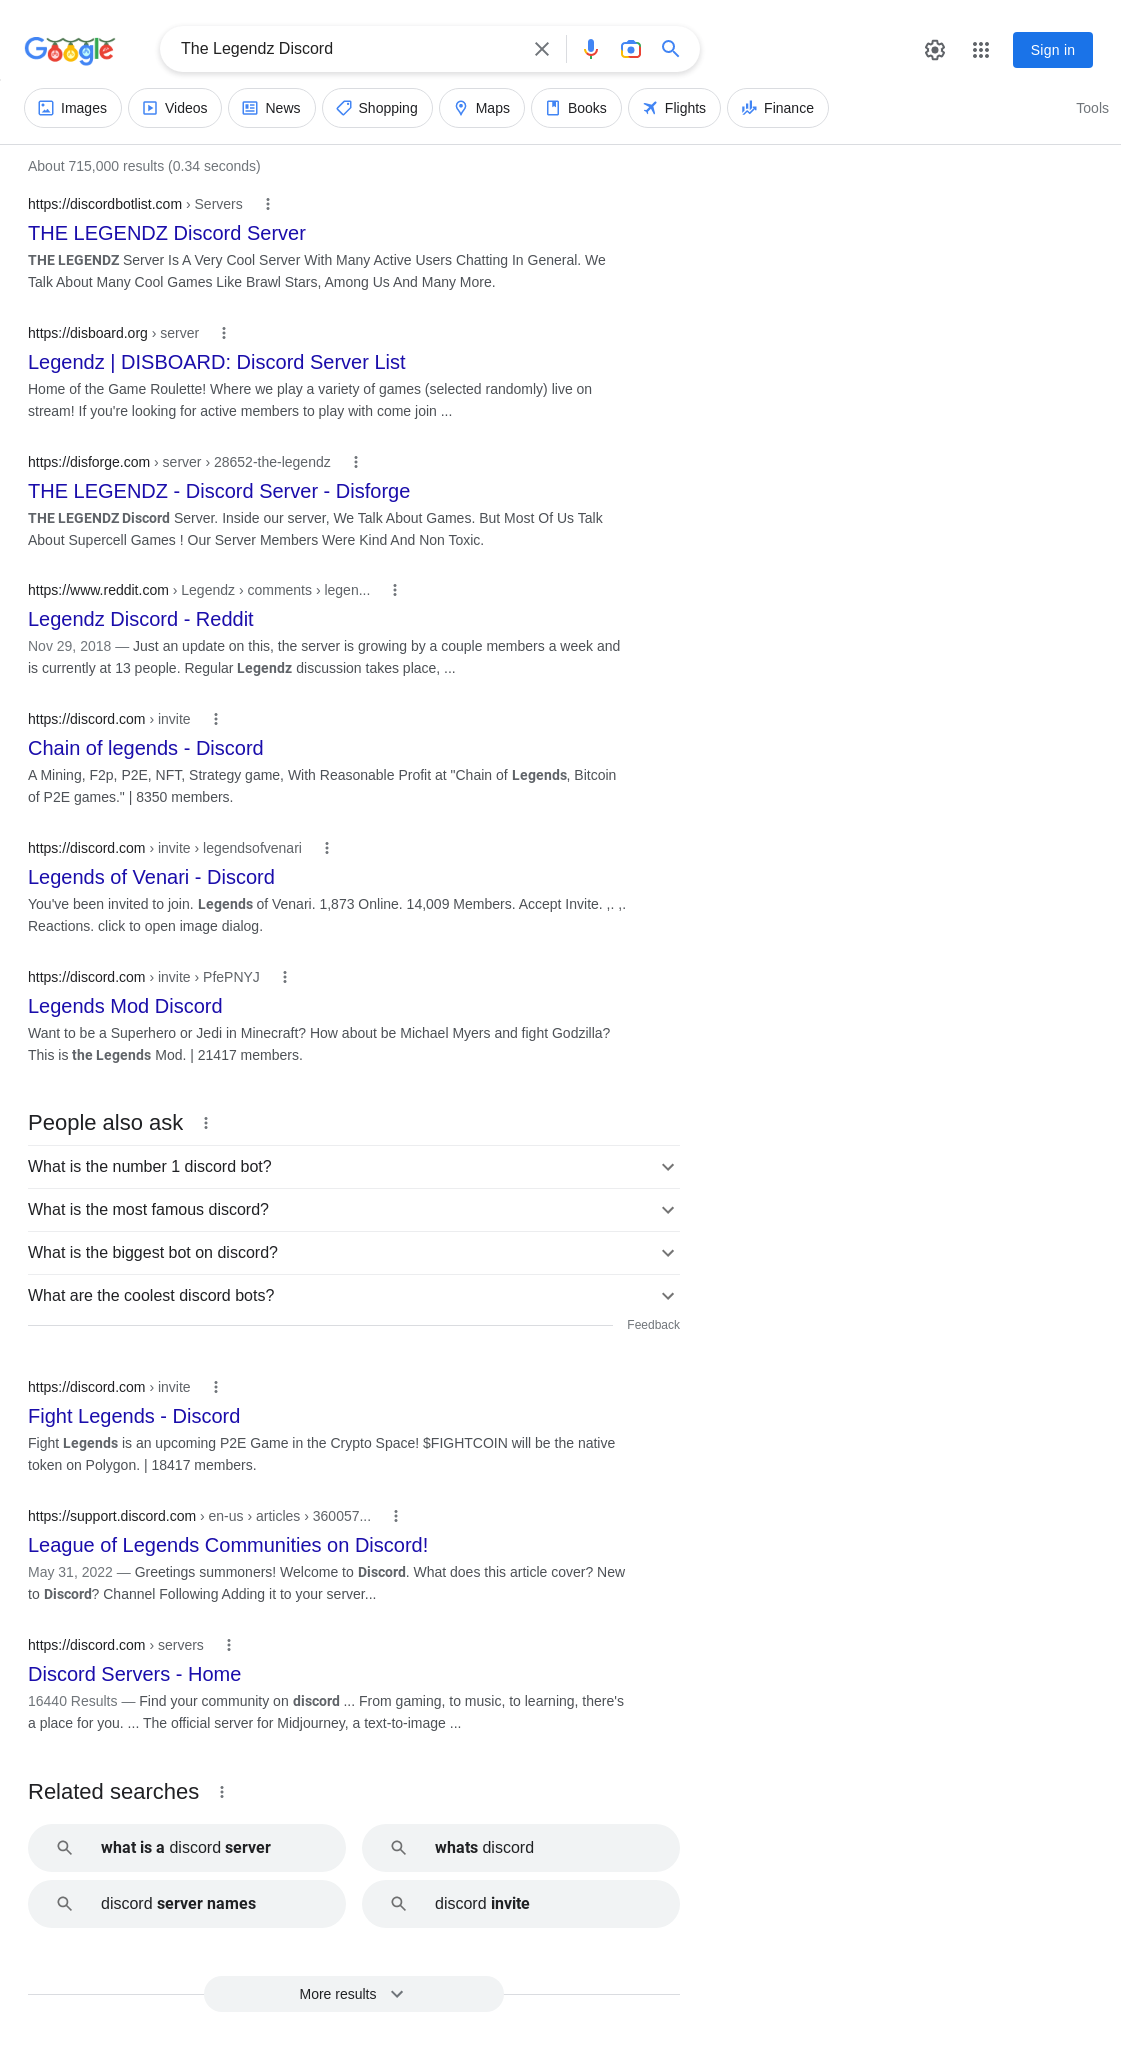 Google
The Legendz Discord
Sign in
Images
Videos
News
Shopping
Maps
Books
Flights
Finance
Tools
About 715,000 results (0.34 seconds)
https://discordbotlist.com › Servers
THE LEGENDZ Discord Server
THE LEGENDZ Server Is A Very Cool Server With Many Active Users Chatting In General. We
Talk About Many Cool Games Like Brawl Stars, Among Us And Many More.
https://disboard.org › server
Legendz | DISBOARD: Discord Server List
Home of the Game Roulette! Where we play a variety of games (selected randomly) live on
stream! If you're looking for active members to play with come join ...
https://disforge.com › server › 28652-the-legendz
THE LEGENDZ - Discord Server - Disforge
THE LEGENDZ Discord Server. Inside our server, We Talk About Games. But Most Of Us Talk
About Supercell Games ! Our Server Members Were Kind And Non Toxic.
https://www.reddit.com › Legendz › comments › legen...
Legendz Discord - Reddit
Nov 29, 2018 — Just an update on this, the server is growing by a couple members a week and
is currently at 13 people. Regular Legendz discussion takes place, ...
https://discord.com › invite
Chain of legends - Discord
A Mining, F2p, P2E, NFT, Strategy game, With Reasonable Profit at "Chain of Legends, Bitcoin
of P2E games." | 8350 members.
https://discord.com › invite › legendsofvenari
Legends of Venari - Discord
You've been invited to join. Legends of Venari. 1,873 Online. 14,009 Members. Accept Invite. ,. ,.
Reactions. click to open image dialog.
https://discord.com › invite › PfePNYJ
Legends Mod Discord
Want to be a Superhero or Jedi in Minecraft? How about be Michael Myers and fight Godzilla?
This is the Legends Mod. | 21417 members.
People also ask
What is the number 1 discord bot?
What is the most famous discord?
What is the biggest bot on discord?
What are the coolest discord bots?
Feedback
https://discord.com › invite
Fight Legends - Discord
Fight Legends is an upcoming P2E Game in the Crypto Space! $FIGHTCOIN will be the native
token on Polygon. | 18417 members.
https://support.discord.com › en-us › articles › 360057...
League of Legends Communities on Discord!
May 31, 2022 — Greetings summoners! Welcome to Discord. What does this article cover? New
to Discord? Channel Following Adding it to your server...
https://discord.com › servers
Discord Servers - Home
16440 Results — Find your community on discord ... From gaming, to music, to learning, there's
a place for you. ... The official server for Midjourney, a text-to-image ...
Related searches
what is a discord server
whats discord
discord server names
discord invite
More results